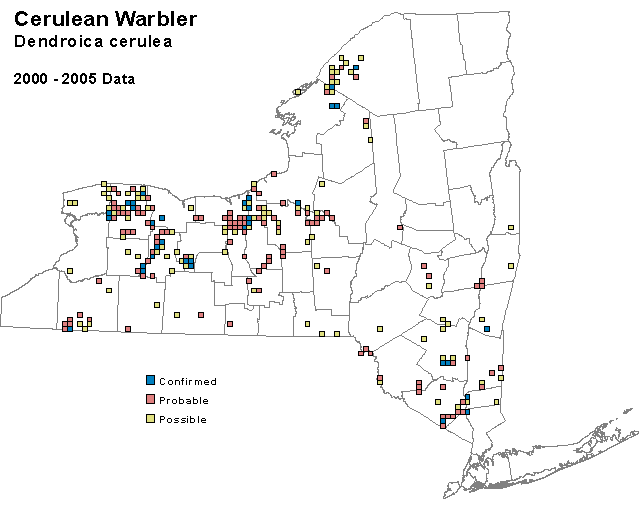 Cerulean Warbler
Dendroica cerulea
2000 - 2005 Data
Confirmed
Probable
Possible